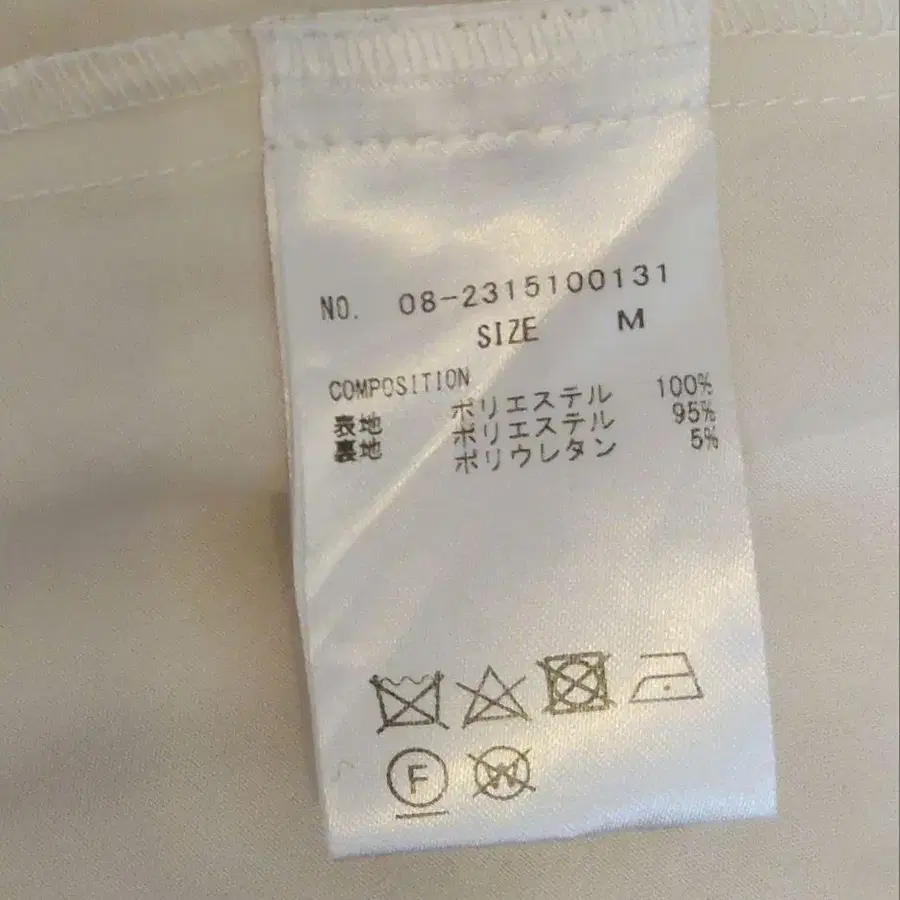 NO. 08-2315100131
SIZE M
COMPOSITION
表地 ポリエステル 100%
裏地 ポリエステル 95%
ポリウレタン 5%
F W